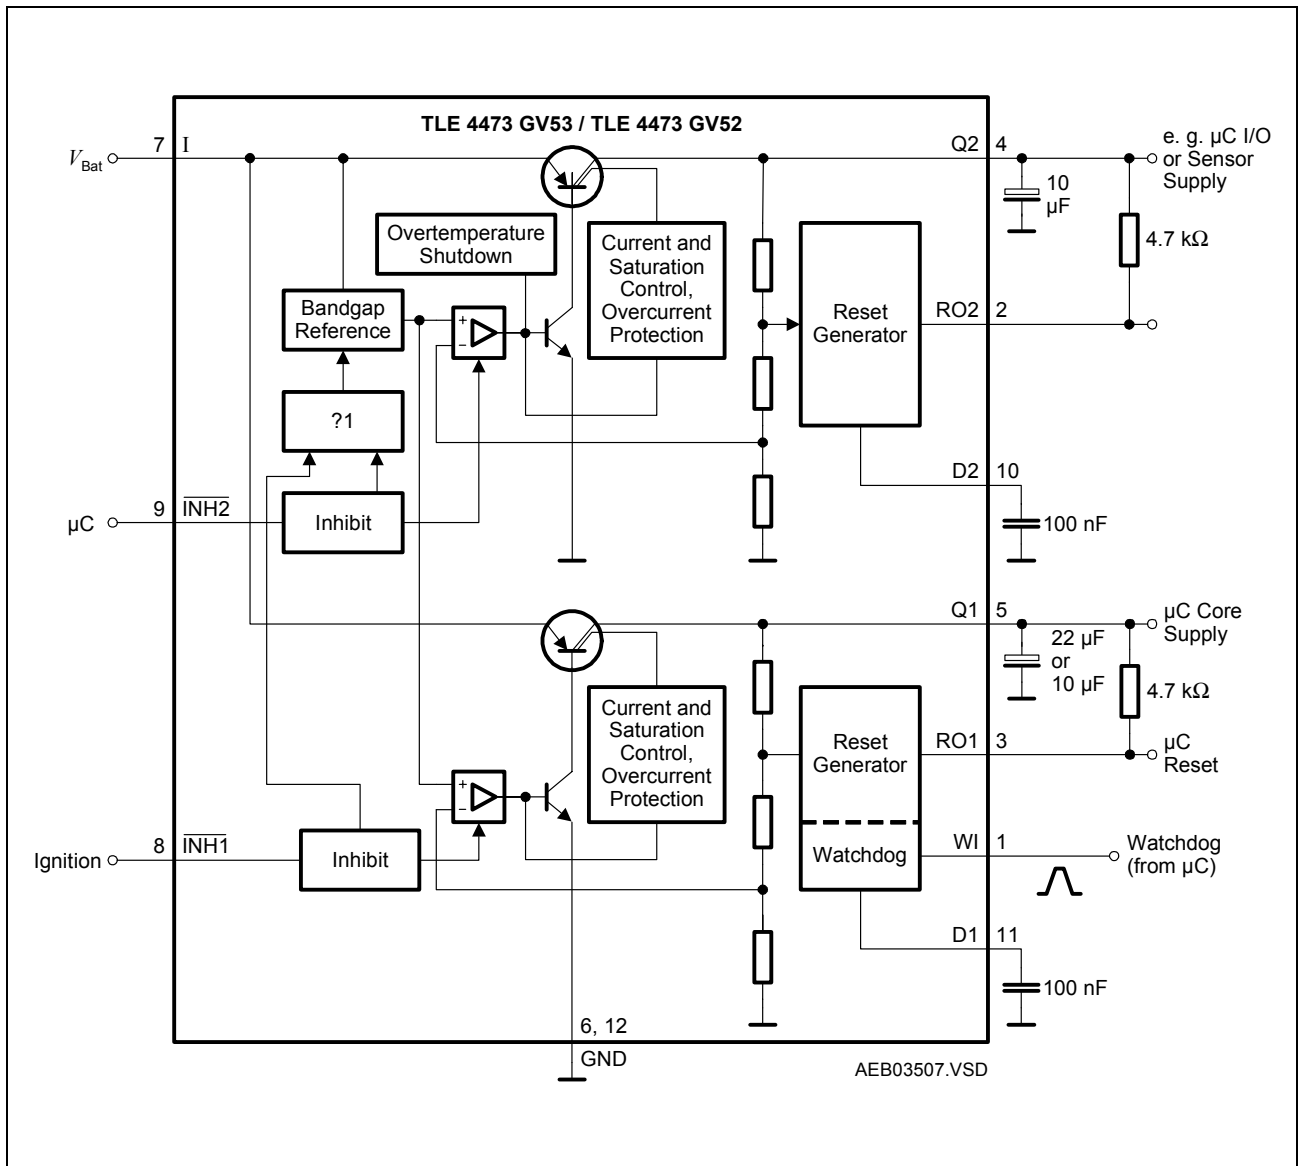 TLE 4473 GV53 / TLE 4473 GV52
VBat
7
I
Q2
4
e. g. µC I/O
or Sensor
Supply
10
µF
4.7 kΩ
Overtemperature
Shutdown
Current and
Saturation
Control,
Overcurrent
Protection
Bandgap
Reference
+
−
Reset
Generator
RO2
2
?1
D2
10
100 nF
µC
9
INH2
Inhibit
Q1
5
µC Core
Supply
22 µF
or
10 µF
4.7 kΩ
Current and
Saturation
Control,
Overcurrent
Protection
Reset
Generator
RO1
3
µC
Reset
+
−
Ignition
8
INH1
Inhibit
Watchdog
WI
1
Watchdog
(from µC)
D1
11
100 nF
6, 12
GND
AEB03507.VSD